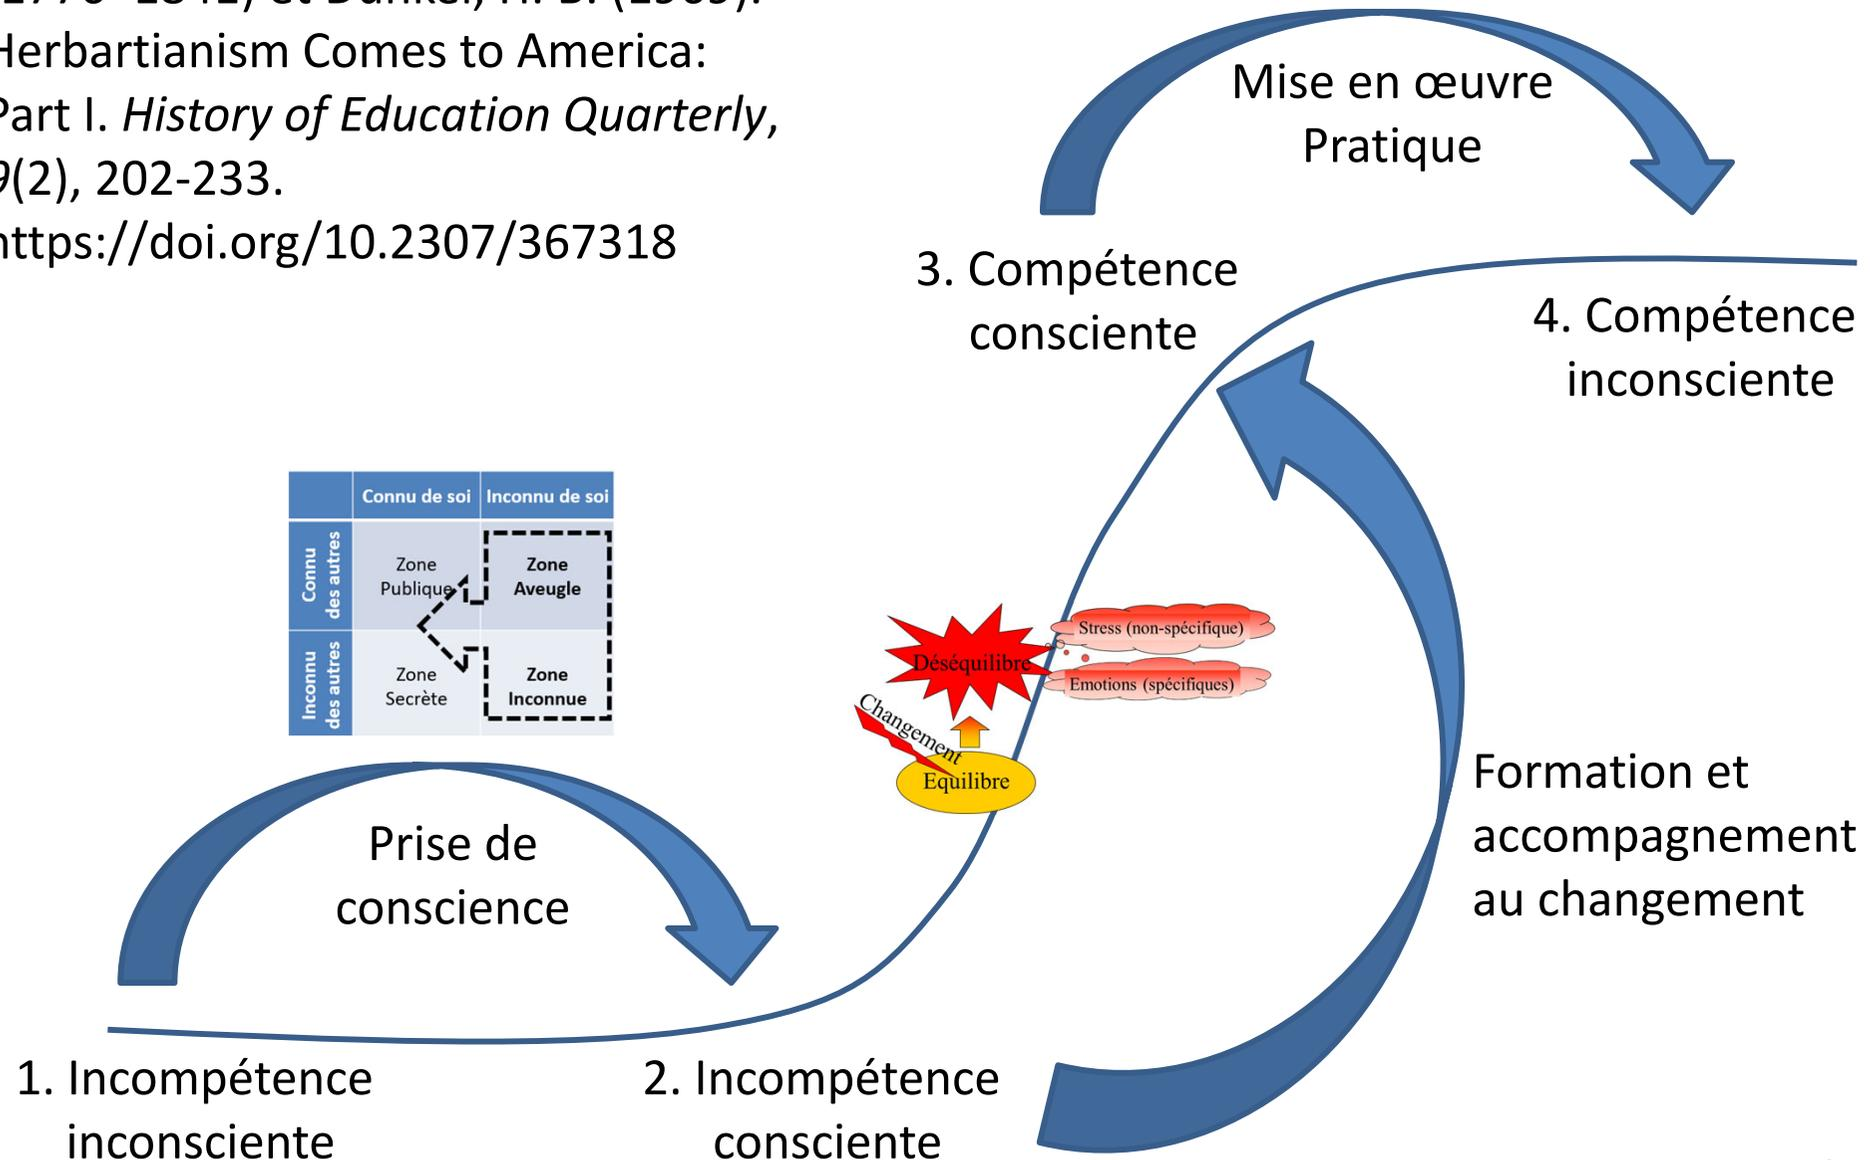 Herbartianism Comes to America:
Part I. History of Education Quarterly,
9(2), 202-233.
https://doi.org/10.2307/367318
Mise en œuvre
Pratique
3. Compétence
consciente
4. Compétence
inconsciente
Connu de soi
Inconnu de soi
Connu
des autres
Zone
Publique
Zone
Aveugle
Inconnu
des autres
Zone
Secrète
Zone
Inconnue
Déséquilibre
Stress (non-spécifique)
Emotions (spécifiques)
Changement
Equilibre
Formation et
accompagnement
au changement
Prise de
conscience
1. Incompétence
inconsciente
2. Incompétence
consciente